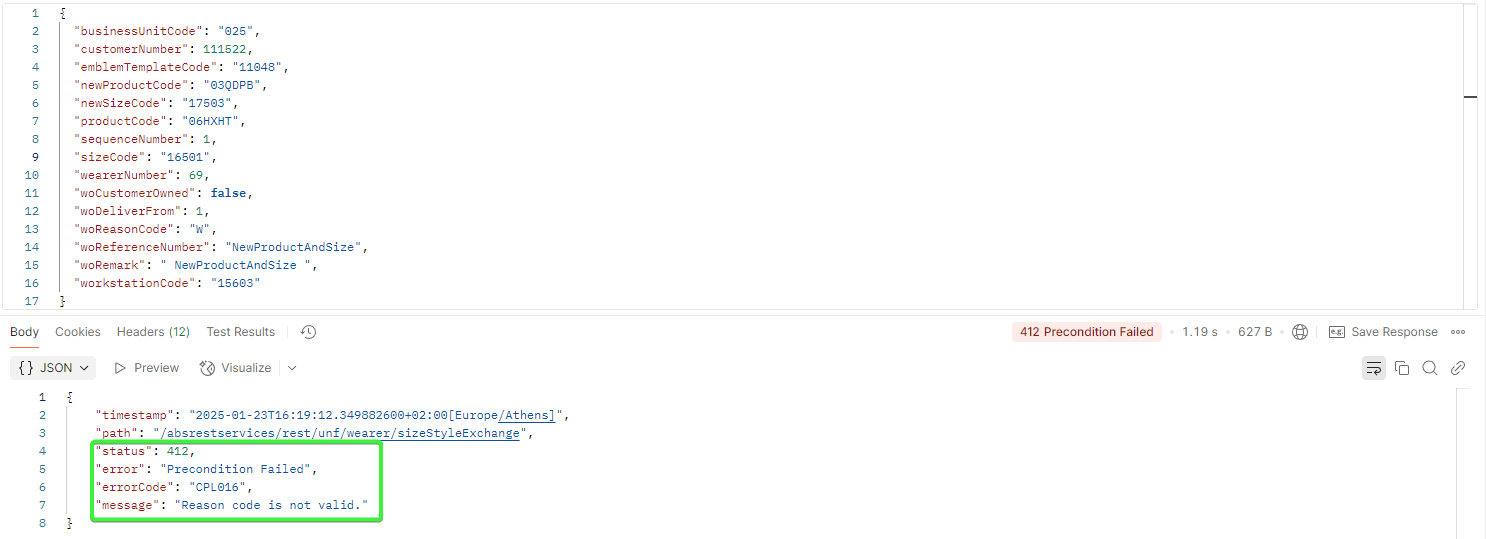 1 {
2 "businessUnitCode": "025",
3 "customerNumber": 111522,
4 "emblemTemplateCode": "11048",
5 "newProductCode": "03QDPB",
6 "newSizeCode": "17503",
7 "productCode": "06HXHT",
8 "sequenceNumber": 1,
9 "sizeCode": "16501",
10 "wearerNumber": 69,
11 "woCustomerOwned": false,
12 "woDeliverFrom": 1,
13 "woReasonCode": "W",
14 "woReferenceNumber": "NewProductAndSize",
15 "woRemark": " NewProductAndSize ",
16 "workstationCode": "15603"
17 }
Body Cookies Headers (12) Test Results 412 Precondition Failed • 1.19 s • 627 B • e.g. Save Response
{} JSON Preview Visualize
1 {
2 "timestamp": "2025-01-23T16:19:12.349882600+02:00[Europe/Athens]",
3 "path": "/absrestservices/rest/unf/wearer/sizeStyleExchange",
4 "status": 412,
5 "error": "Precondition Failed",
6 "errorCode": "CPL016",
7 "message": "Reason code is not valid."
8 }